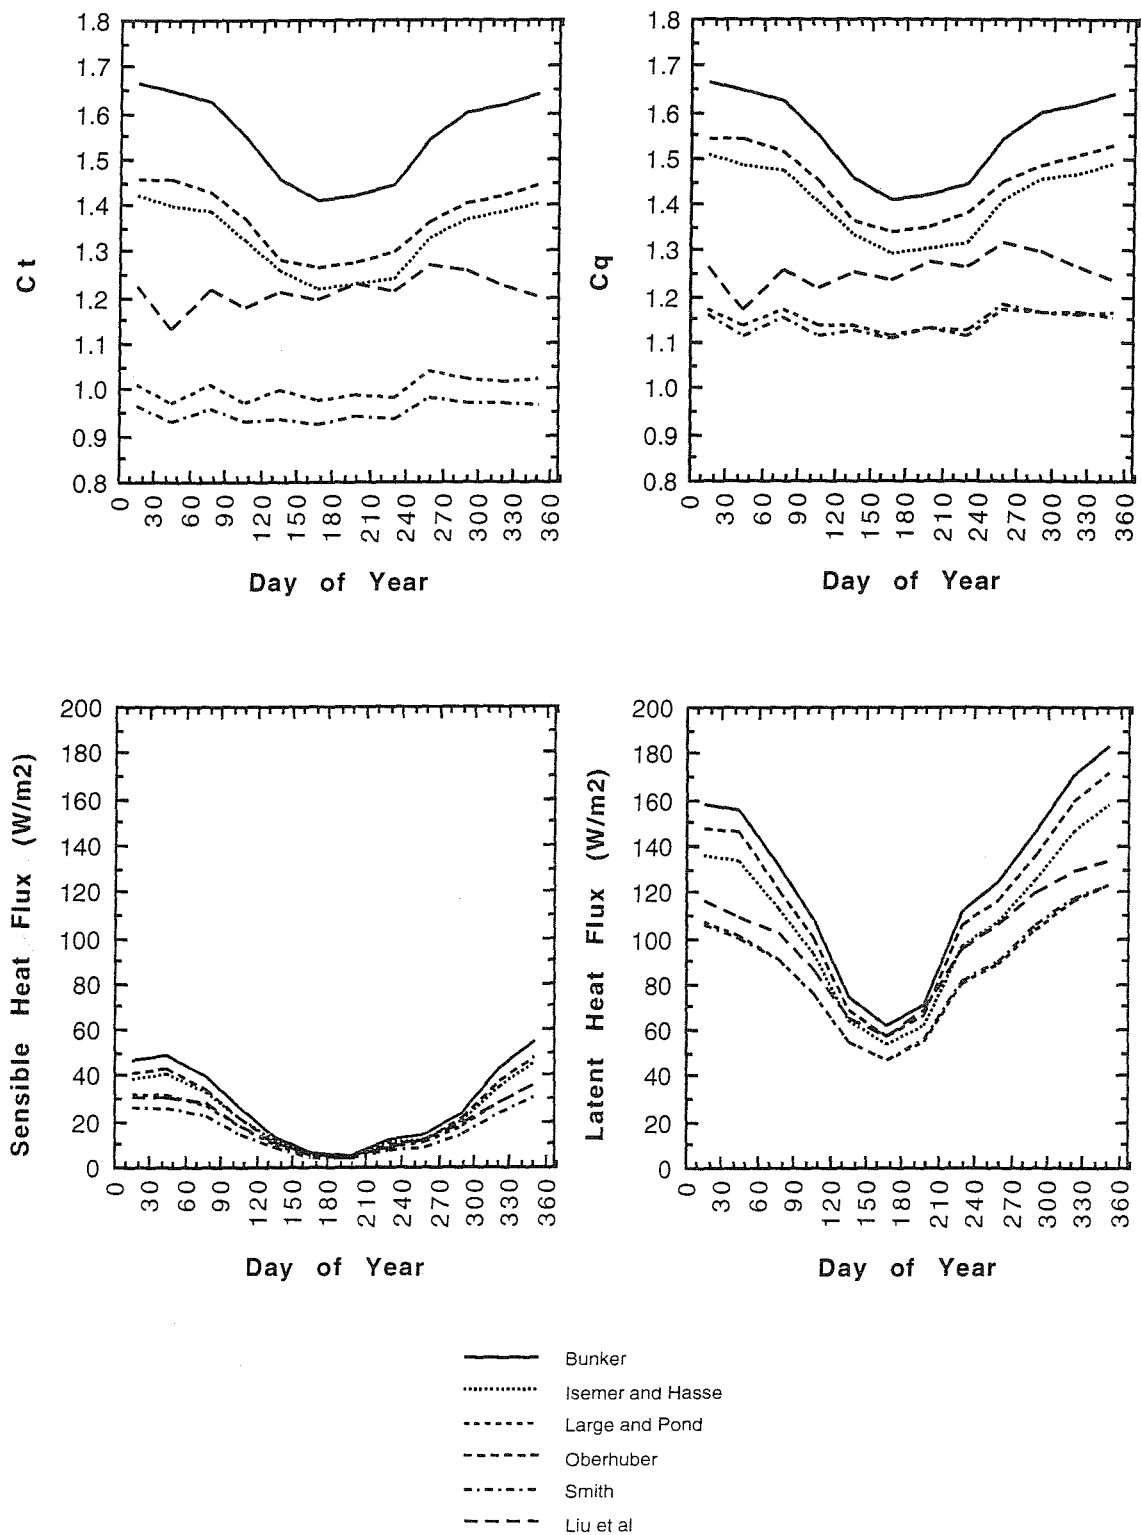 1.8
1.7
1.6
1.5
1.4
1.3
1.2
1.1
1.0
0.9
0.8
Ct
0 30 60 90 120 150 180 210 240 270 300 330 360
Day of Year
1.8
1.7
1.6
1.5
1.4
1.3
1.2
1.1
1.0
0.9
0.8
Cq
0 30 60 90 120 150 180 210 240 270 300 330 360
Day of Year
200
180
160
140
120
100
80
60
40
20
0
Sensible Heat Flux (W/m2)
0 30 60 90 120 150 180 210 240 270 300 330 360
Day of Year
200
180
160
140
120
100
80
60
40
20
0
Latent Heat Flux (W/m2)
0 30 60 90 120 150 180 210 240 270 300 330 360
Day of Year
Bunker
Isemer and Hasse
Large and Pond
Oberhuber
Smith
Liu et al